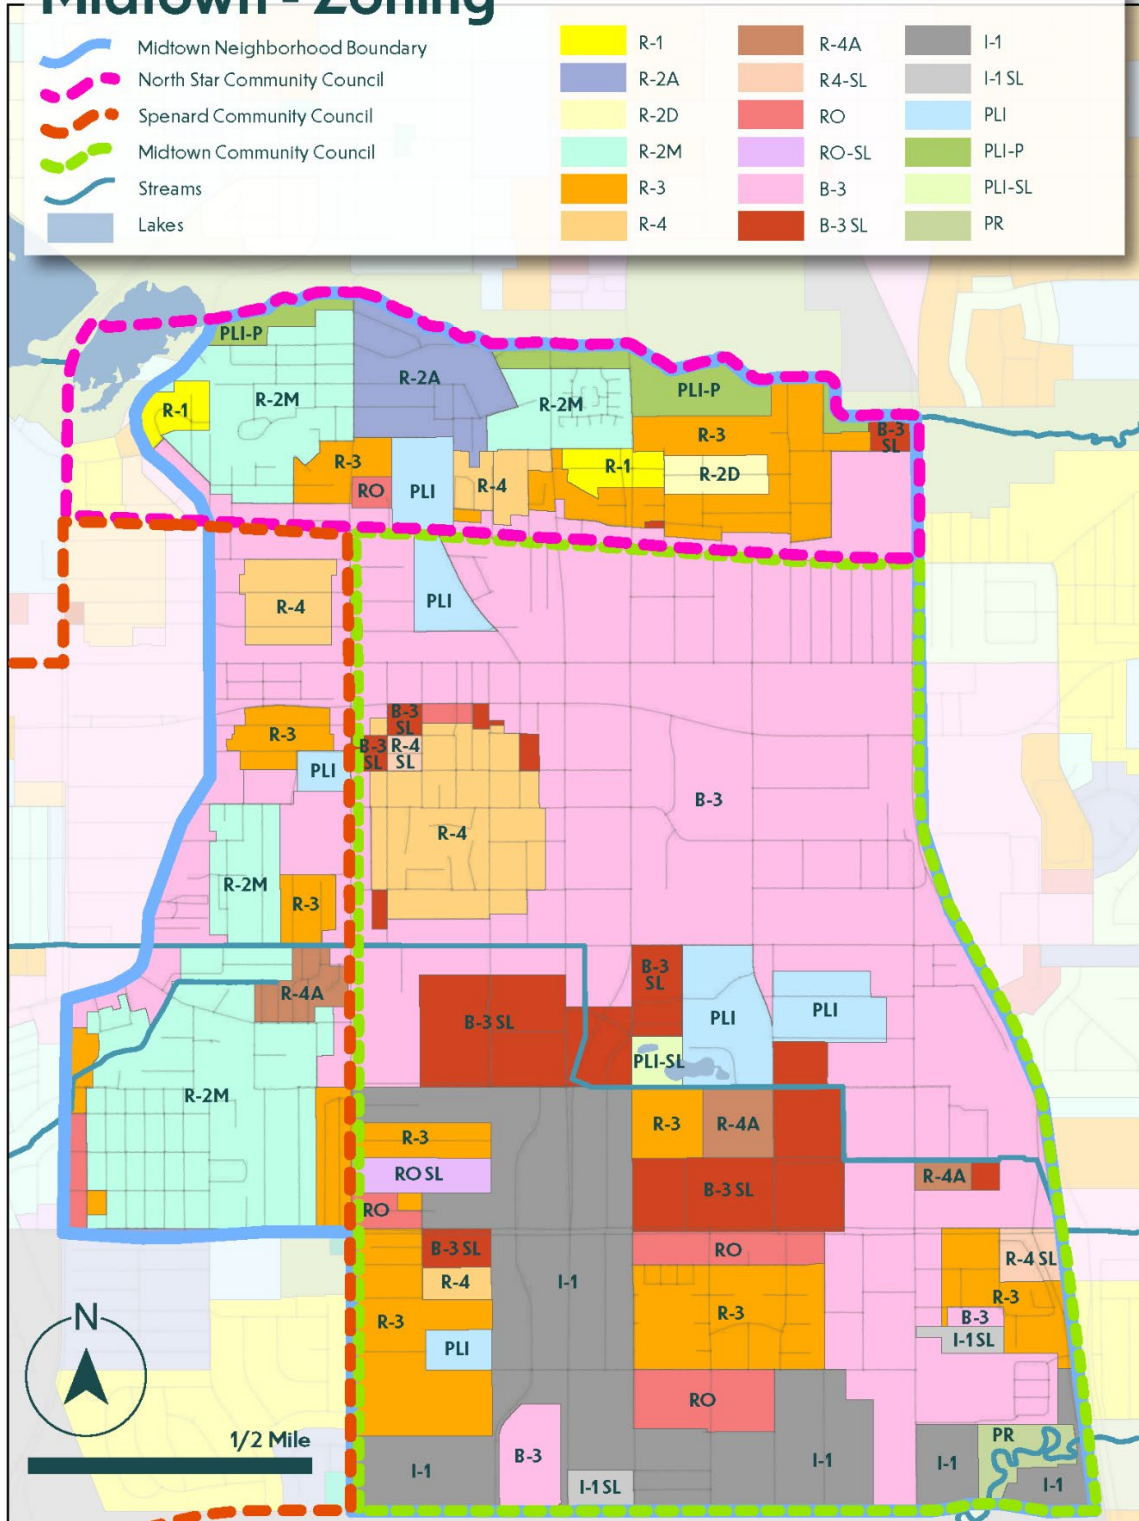 Midtown - Zoning
Midtown Neighborhood Boundary
North Star Community Council
Spenard Community Council
Midtown Community Council
Streams
Lakes
R-1
R-2A
R-2D
R-2M
R-3
R-4
R-4A
R4-SL
RO
RO-SL
B-3
B-3 SL
I-1
I-1 SL
PLI
PLI-P
PLI-SL
PR
PLI-P
R-2A
R-2M
R-1
R-2M
PLI-P
R-3
B-3
SL
R-3
RO
PLI
R-4
R-1
R-2D
R-4
PLI
R-3
PLI
B-3
SL
B-3
SL
R-4
SL
B-3
R-4
R-2M
R-3
R-4A
B-3 SL
B-3
SL
PLI
PLI
PLI-SL
R-2M
R-3
R-3
R-4A
RO SL
B-3 SL
R-4A
RO
B-3 SL
RO
R-4 SL
R-4
I-1
R-3
R-3
R-3
B-3
I-1 SL
PLI
RO
PR
B-3
I-1
I-1
I-1
I-1
I-1 SL
N
1/2 Mile